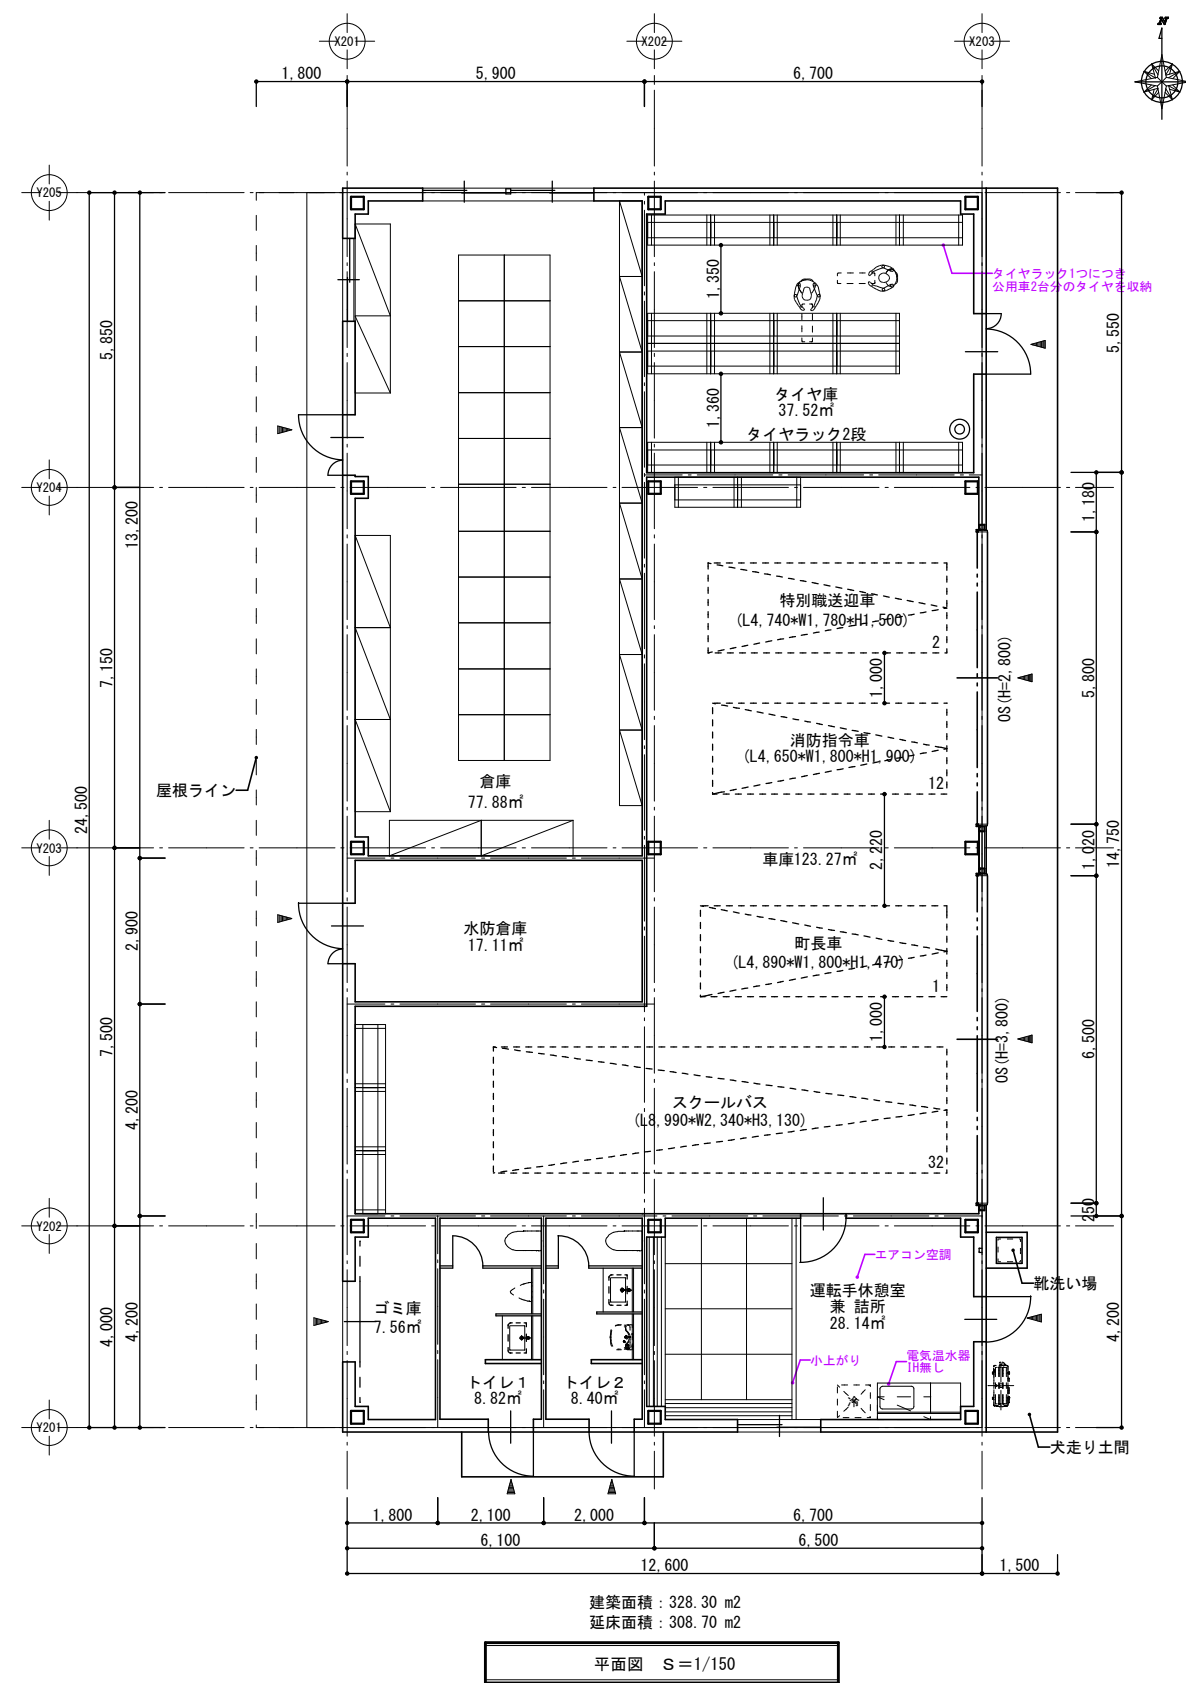 N
X201
X202
X203
1,800
5,900
6,700
Y205
Y204
Y203
Y202
Y201
5,850
7,150
7,500
4,000
24,500
13,200
2,900
4,200
4,200
1,350
1,360
タイヤラック1つにつき
公用車2台分のタイヤを収納
タイヤ庫
37.52㎡
タイヤラック2段
5,550
1,180
5,800
1,020
14,750
6,500
250
4,200
特別職送迎車
(L4,740*W1,780*H1,500)
2
1,000
OS(H=2,800)
消防指令車
(L4,650*W1,800*H1,900)
12
倉庫
77.88㎡
屋根ライン
2,220
車庫123.27㎡
水防倉庫
17.11㎡
町長車
(L4,890*W1,800*H1,470)
1
1,000
OS(H=3,800)
スクールバス
(L8,990*W2,340*H3,130)
32
エアコン空調
運転手休憩室
兼 詰所
28.14㎡
靴洗い場
ゴミ庫
7.56㎡
小上がり
電気温水器
IH無し
トイレ1
8.82㎡
トイレ2
8.40㎡
犬走り土間
1,800
2,100
2,000
6,700
6,100
6,500
12,600
1,500
建築面積：328.30 m2
延床面積：308.70 m2
平面図 S=1/150